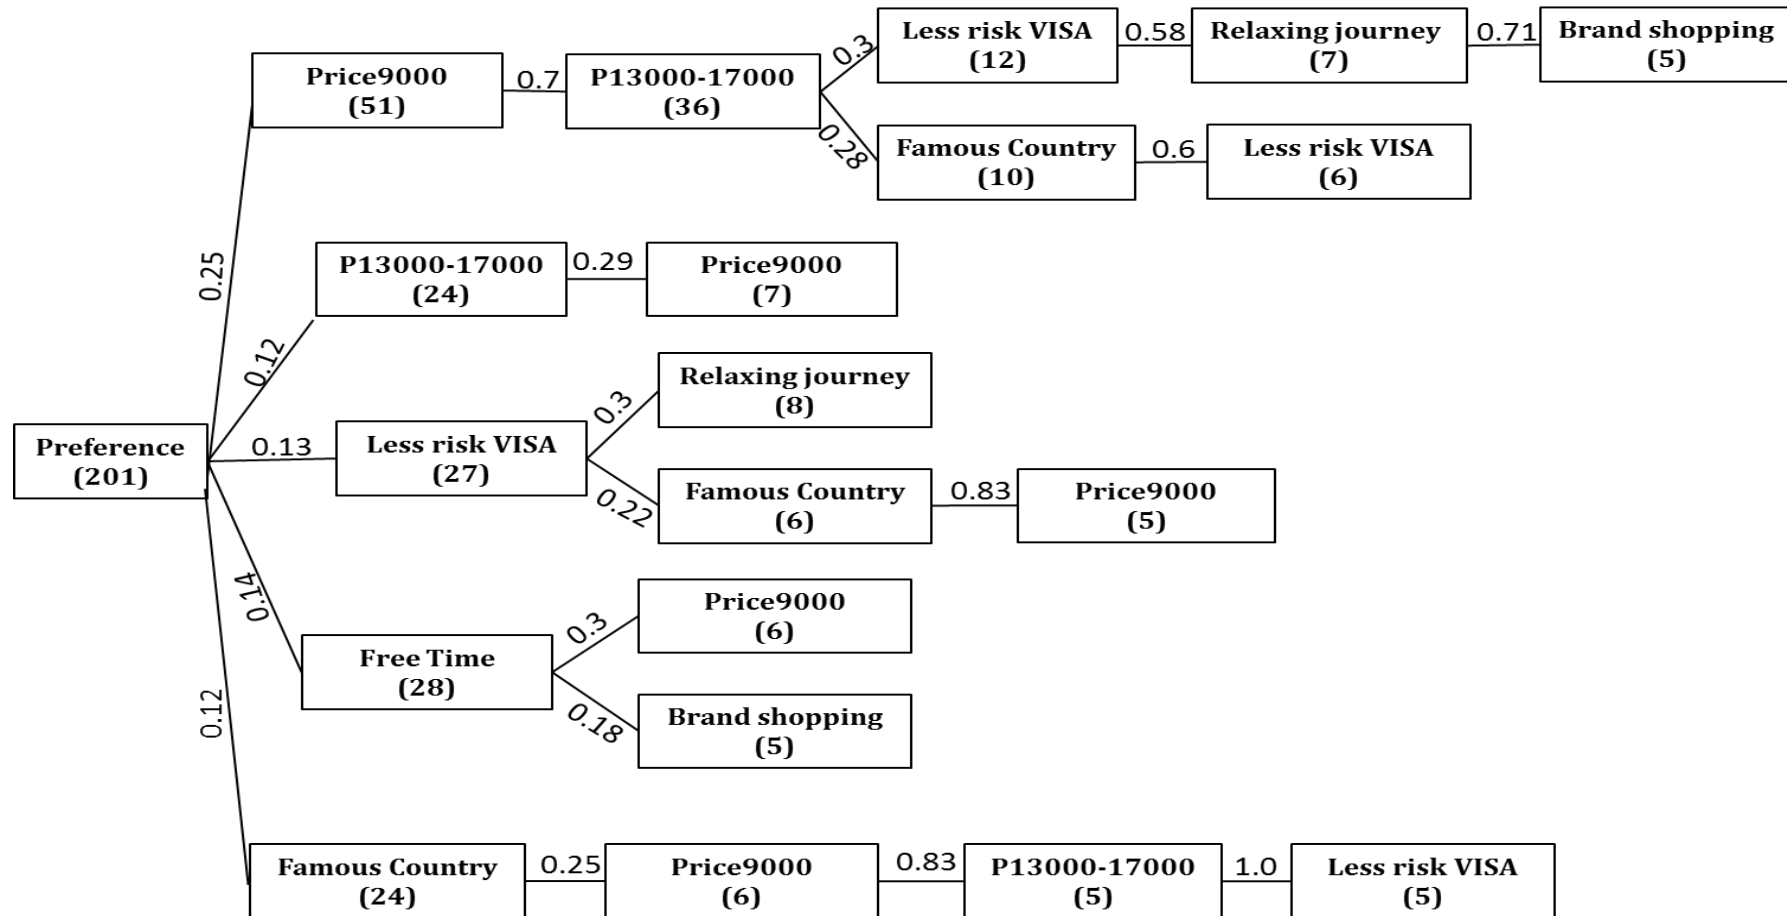 Less risk VISA
(12)
0.58
Relaxing journey
(7)
0.71
Brand shopping
(5)
0.3
Price9000
(51)
0.7
P13000-17000
(36)
0.28
Famous Country
(10)
0.6
Less risk VISA
(6)
0.25
P13000-17000
(24)
0.29
Price9000
(7)
0.12
Relaxing journey
(8)
0.3
Preference
(201)
0.13
Less risk VISA
(27)
0.22
Famous Country
(6)
0.83
Price9000
(5)
0.14
Price9000
(6)
0.3
Free Time
(28)
0.18
Brand shopping
(5)
0.12
Famous Country
(24)
0.25
Price9000
(6)
0.83
P13000-17000
(5)
1.0
Less risk VISA
(5)